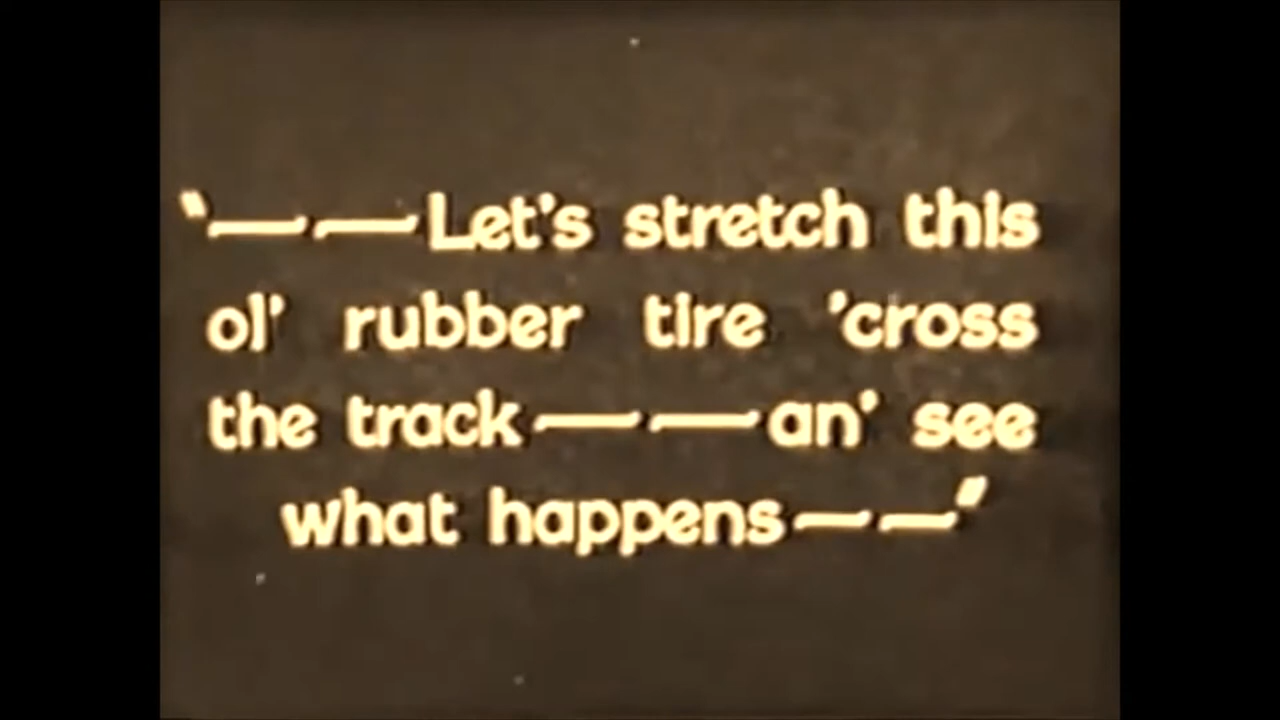 "——Let's stretch this
ol' rubber tire 'cross
the track——an' see
what happens——"